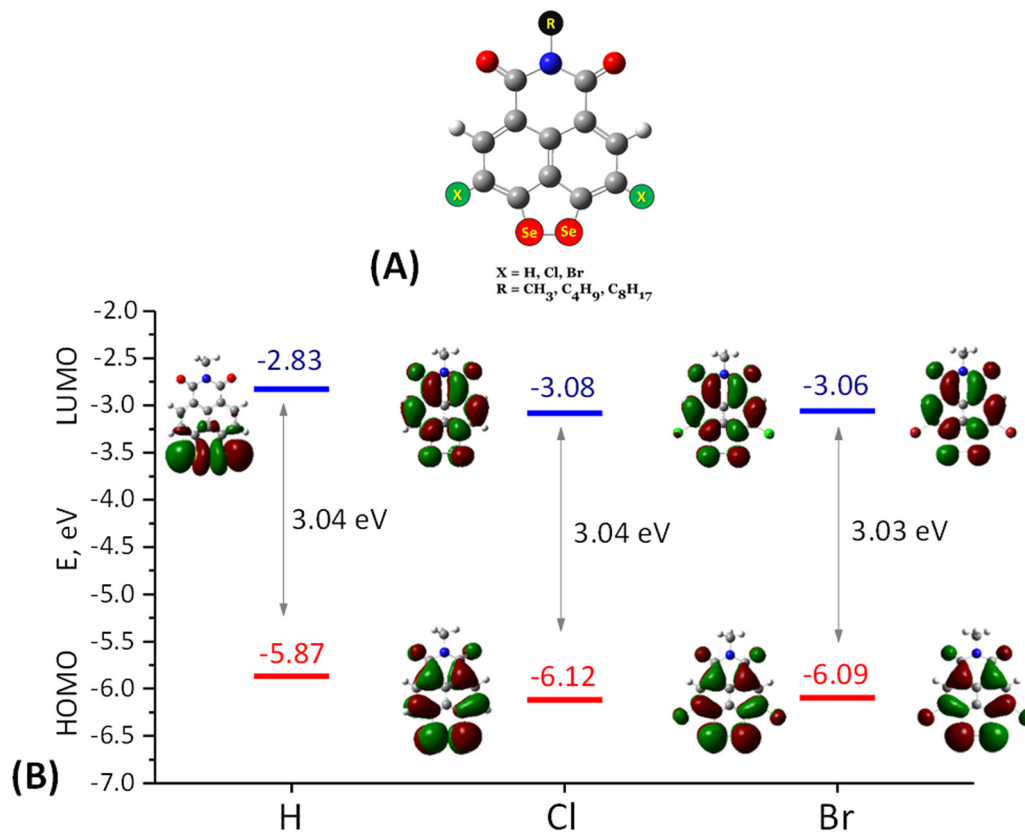 R
X
X
Se
Se
(A)
X = H, Cl, Br
R = CH₃, C₄H₉, C₈H₁₇
-2.0
-2.5
-3.0
-3.5
-4.0
-4.5
-5.0
-5.5
-6.0
-6.5
-7.0
LUMO
E, eV
HOMO
-2.83
-3.08
-3.06
3.04 eV
3.04 eV
3.03 eV
-5.87
-6.12
-6.09
(B)
H
Cl
Br